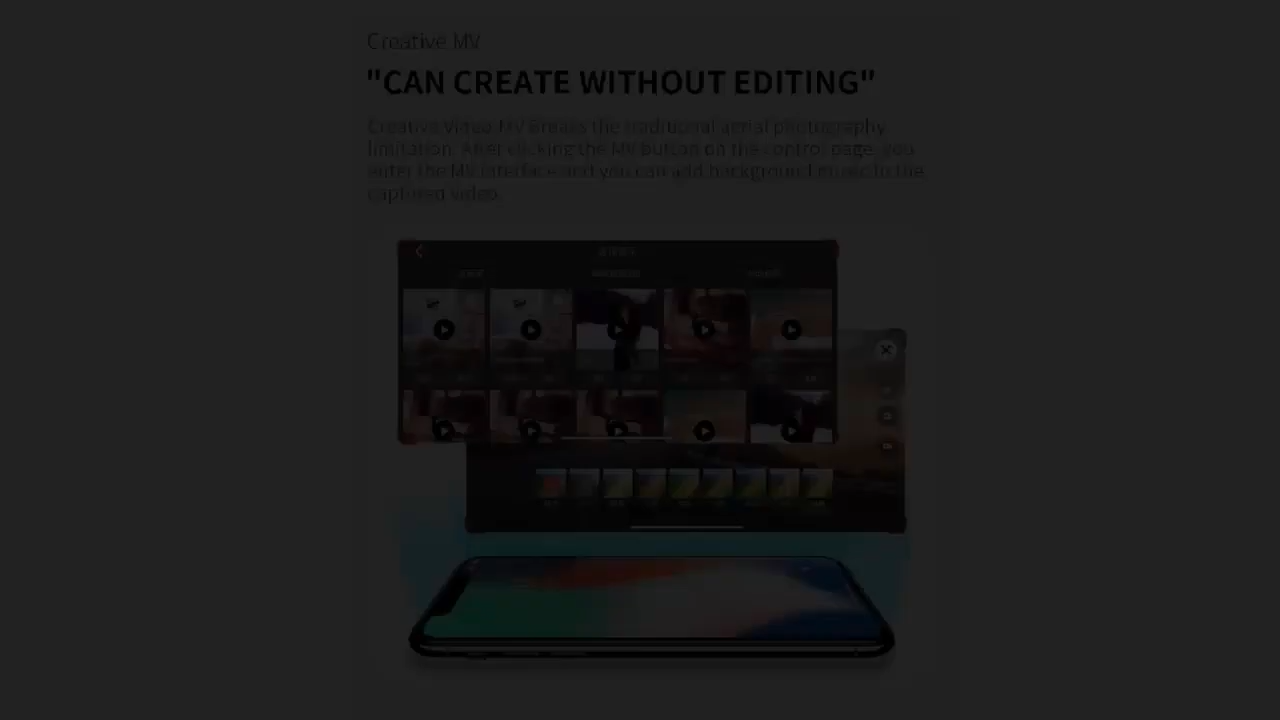 Creative MV
"CAN CREATE WITHOUT EDITING"
Creative video MV Breaks the traditional aerial photography
limitation. After clicking the MV button on the control page, you
enter the MV interface and you can add background music to the
captured video.